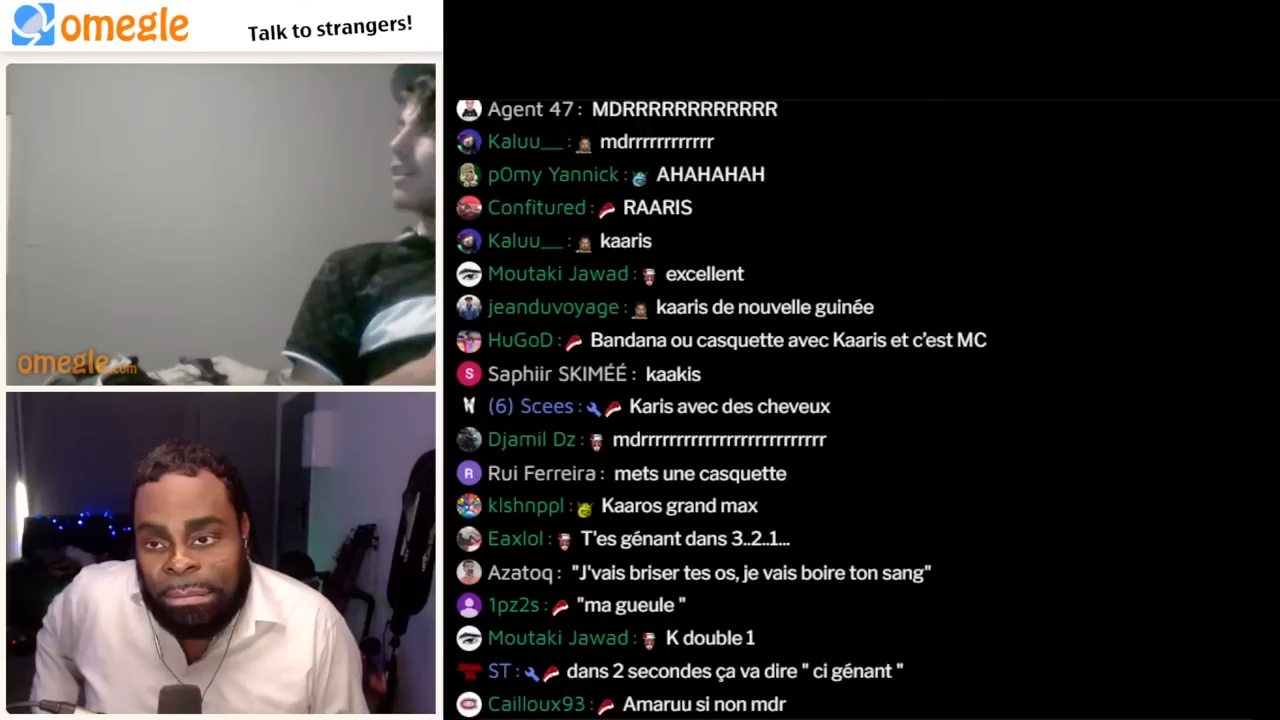 omegle
Talk to strangers!
omegle.com
Agent 47: MDRRRRRRRRRRRR
Kaluu__: mdrrrrrrrrrrrr
pOmy Yannick: AHAHAHAH
Confitured: RAARIS
Kaluu__: kaaris
Moutaki Jawad: excellent
jeanduvoyage: kaaris de nouvelle guinée
HuGoD: Bandana ou casquette avec Kaaris et c'est MC
S Saphiir SKIMÉÉ: kaakis
(6) Scees: Karis avec des cheveux
Djamil Dz: mdrrrrrrrrrrrrrrrrrrrrrrrrrr
R Rui Ferreira: mets une casquette
klshnppl: Kaaros grand max
Eaxlol: T'es génant dans 3..2..1...
Azatoq: "J'vais briser tes os, je vais boire ton sang"
1pz2s: "ma gueule "
Moutaki Jawad: K double 1
ST: dans 2 secondes ça va dire " ci génant "
Cailloux93: Amaruu si non mdr